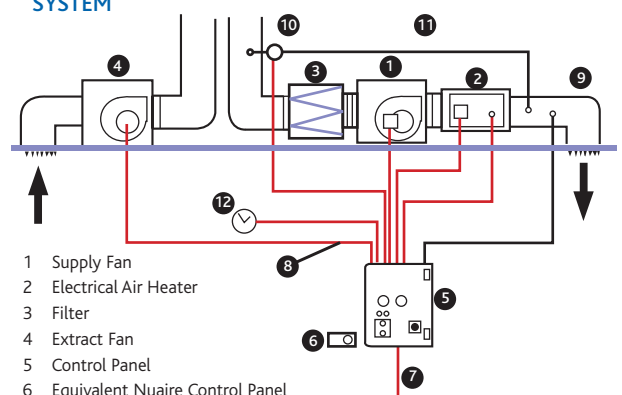 SYSTEM
10
11
4
3
1
2
9
12
8
5
6
7
1 Supply Fan
2 Electrical Air Heater
3 Filter
4 Extract Fan
5 Control Panel
6 Equivalent Nuaire Control Panel